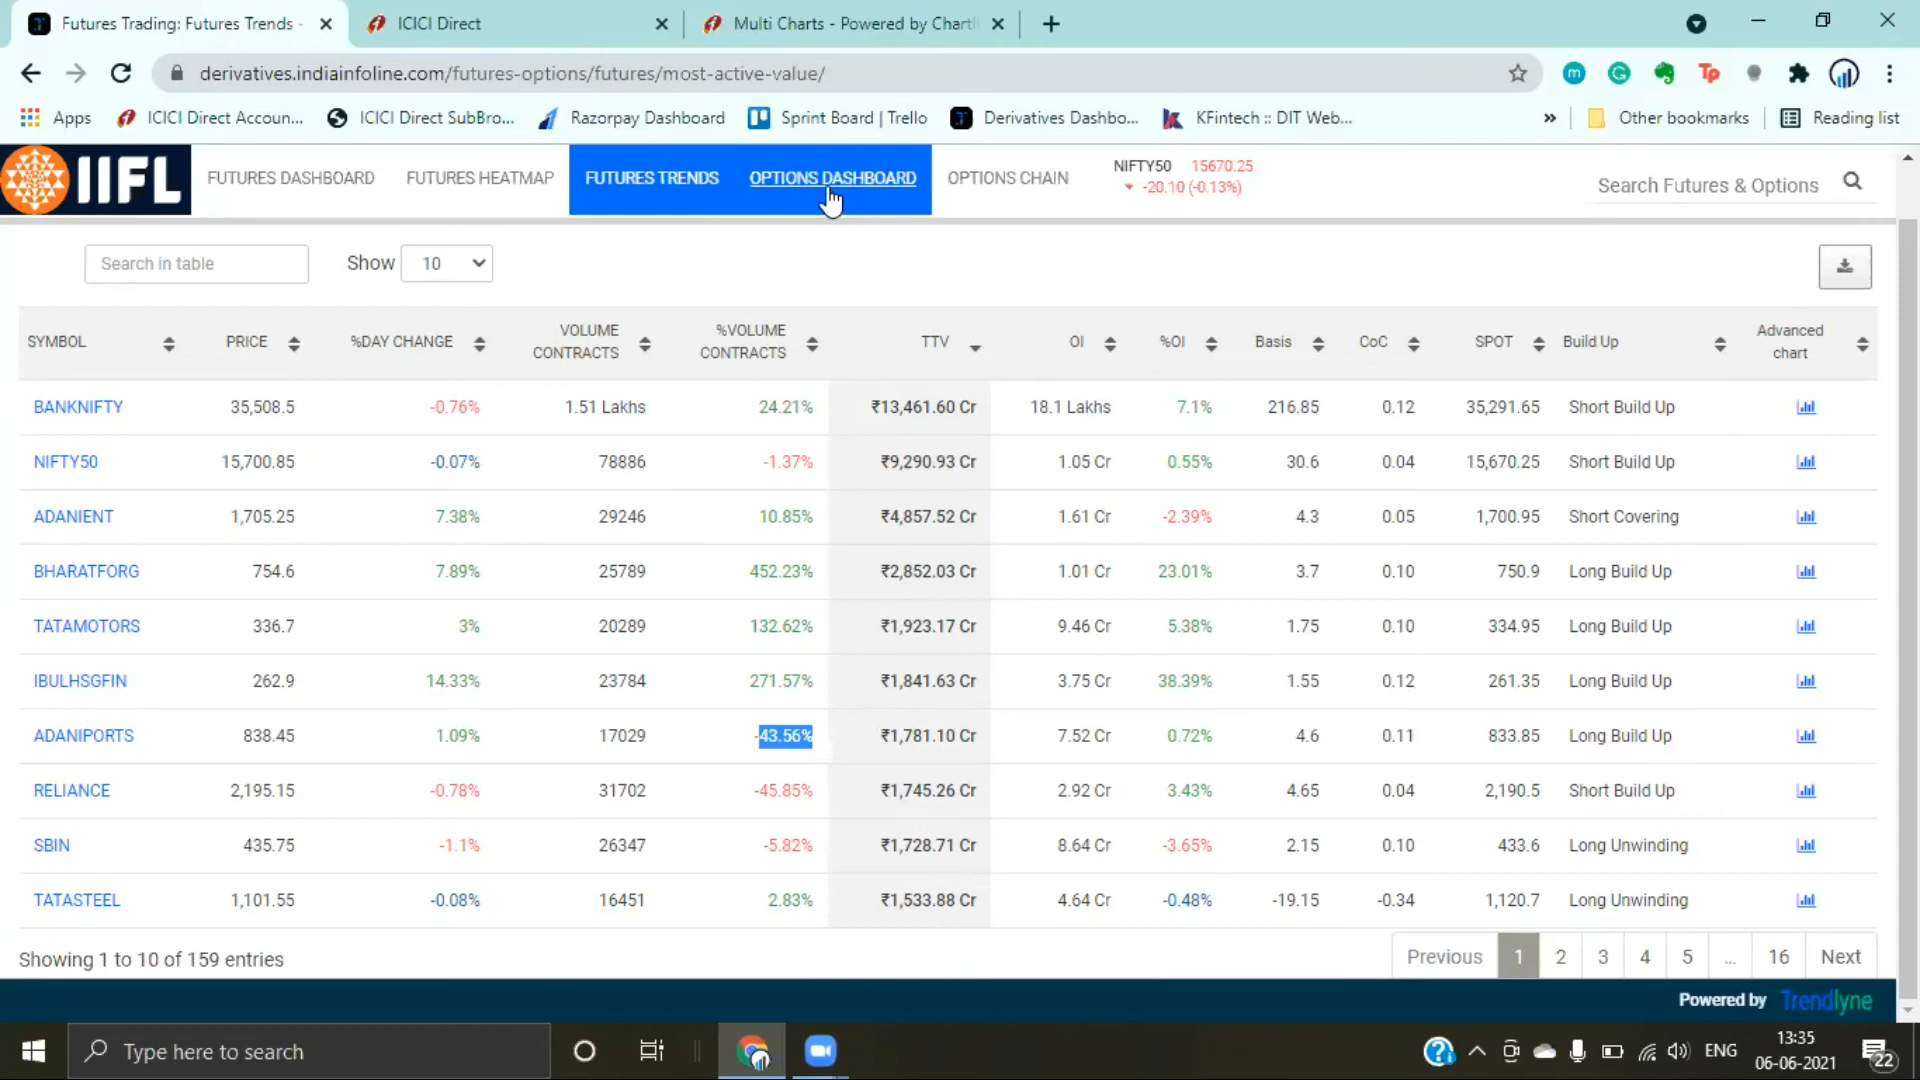 Futures Trading: Futures Trends -
ICICI Direct
Multi Charts - Powered by Charti
derivatives.indiainfoline.com/futures-options/futures/most-active-value/
Apps
ICICI Direct Accoun...
ICICI Direct SubBro...
Razorpay Dashboard
Sprint Board | Trello
Derivatives Dashbo...
KFintech :: DIT Web...
»
Other bookmarks
Reading list
IIFL
FUTURES DASHBOARD
FUTURES HEATMAP
FUTURES TRENDS
OPTIONS DASHBOARD
OPTIONS CHAIN
NIFTY50 15670.25
-20.10 (-0.13%)
Search Futures & Options
Search in table
Show 10
SYMBOL PRICE %DAY CHANGE VOLUME CONTRACTS %VOLUME CONTRACTS TTV OI %OI Basis CoC SPOT Build Up Advanced chart
BANKNIFTY 35,508.5 -0.76% 1.51 Lakhs 24.21% ₹13,461.60 Cr 18.1 Lakhs 7.1% 216.85 0.12 35,291.65 Short Build Up
NIFTY50 15,700.85 -0.07% 78886 -1.37% ₹9,290.93 Cr 1.05 Cr 0.55% 30.6 0.04 15,670.25 Short Build Up
ADANIENT 1,705.25 7.38% 29246 10.85% ₹4,857.52 Cr 1.61 Cr -2.39% 4.3 0.05 1,700.95 Short Covering
BHARATFORG 754.6 7.89% 25789 452.23% ₹2,852.03 Cr 1.01 Cr 23.01% 3.7 0.10 750.9 Long Build Up
TATAMOTORS 336.7 3% 20289 132.62% ₹1,923.17 Cr 9.46 Cr 5.38% 1.75 0.10 334.95 Long Build Up
IBULHSGFIN 262.9 14.33% 23784 271.57% ₹1,841.63 Cr 3.75 Cr 38.39% 1.55 0.12 261.35 Long Build Up
ADANIPORTS 838.45 1.09% 17029 -43.56% ₹1,781.10 Cr 7.52 Cr 0.72% 4.6 0.11 833.85 Long Build Up
RELIANCE 2,195.15 -0.78% 31702 -45.85% ₹1,745.26 Cr 2.92 Cr 3.43% 4.65 0.04 2,190.5 Short Build Up
SBIN 435.75 -1.1% 26347 -5.82% ₹1,728.71 Cr 8.64 Cr -3.65% 2.15 0.10 433.6 Long Unwinding
TATASTEEL 1,101.55 -0.08% 16451 2.83% ₹1,533.88 Cr 4.64 Cr -0.48% -19.15 -0.34 1,120.7 Long Unwinding
Showing 1 to 10 of 159 entries
Previous 1 2 3 4 5 ... 16 Next
Powered by Trendlyne
Type here to search
ENG
13:35
06-06-2021
22